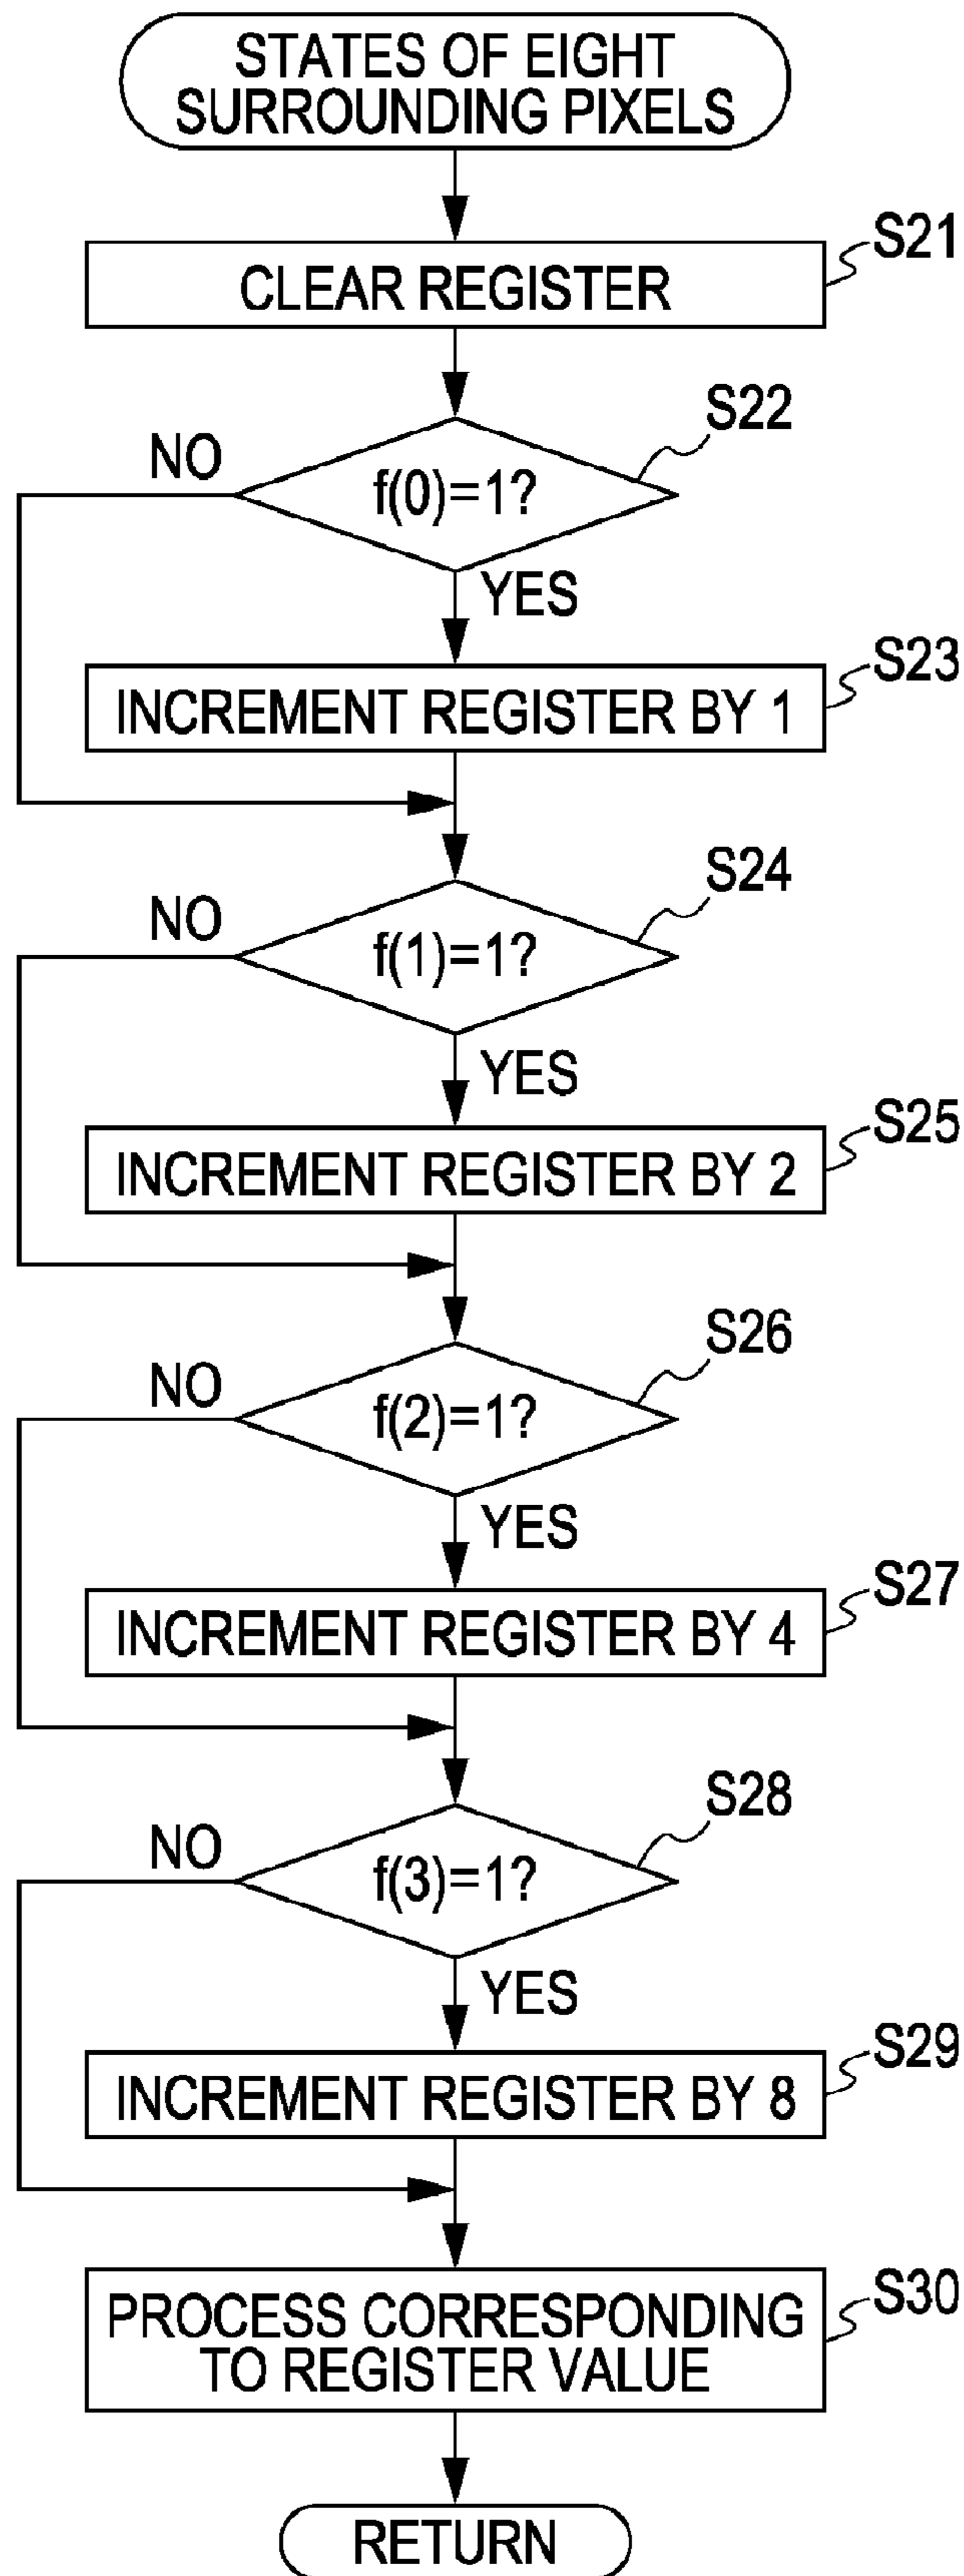 STATES OF EIGHT
SURROUNDING PIXELS
S21
CLEAR REGISTER
S22
NO
f(0)=1?
YES
S23
INCREMENT REGISTER BY 1
S24
NO
f(1)=1?
YES
S25
INCREMENT REGISTER BY 2
S26
NO
f(2)=1?
YES
S27
INCREMENT REGISTER BY 4
S28
NO
f(3)=1?
YES
S29
INCREMENT REGISTER BY 8
S30
PROCESS CORRESPONDING
TO REGISTER VALUE
RETURN